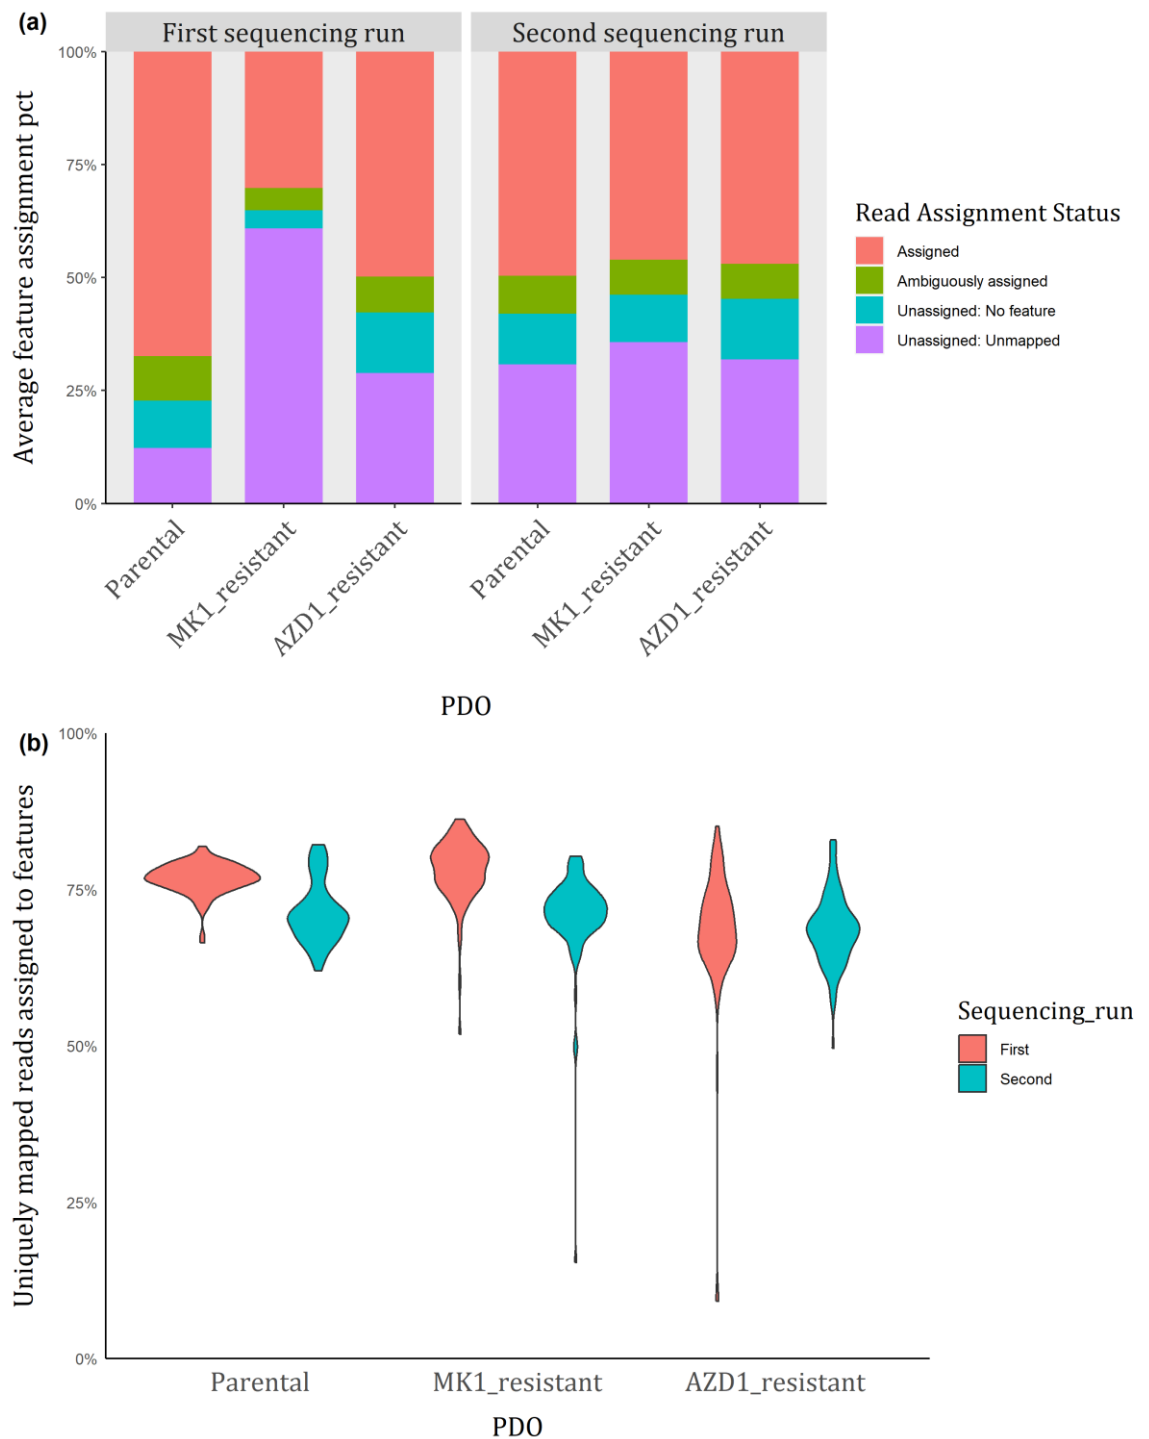 (a)
First sequencing run
Second sequencing run
Average feature assignment pct
100%
75%
50%
25%
0%
Parental
MK1_resistant
AZD1_resistant
Parental
MK1_resistant
AZD1_resistant
PDO
Read Assignment Status
Assigned
Ambiguously assigned
Unassigned: No feature
Unassigned: Unmapped
(b)
Uniquely mapped reads assigned to features
100%
75%
50%
25%
0%
Parental
MK1_resistant
AZD1_resistant
PDO
Sequencing_run
First
Second